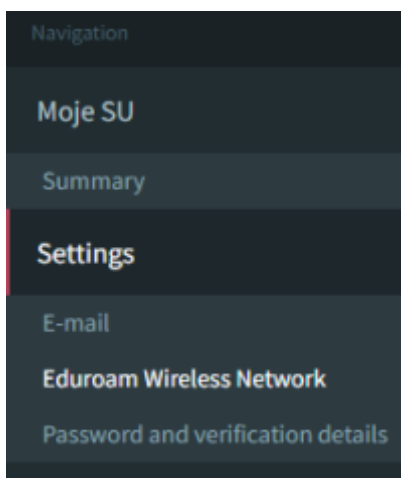 Navigation
Moje SU
Summary
Settings
E-mail
Eduroam Wireless Network
Password and verification details